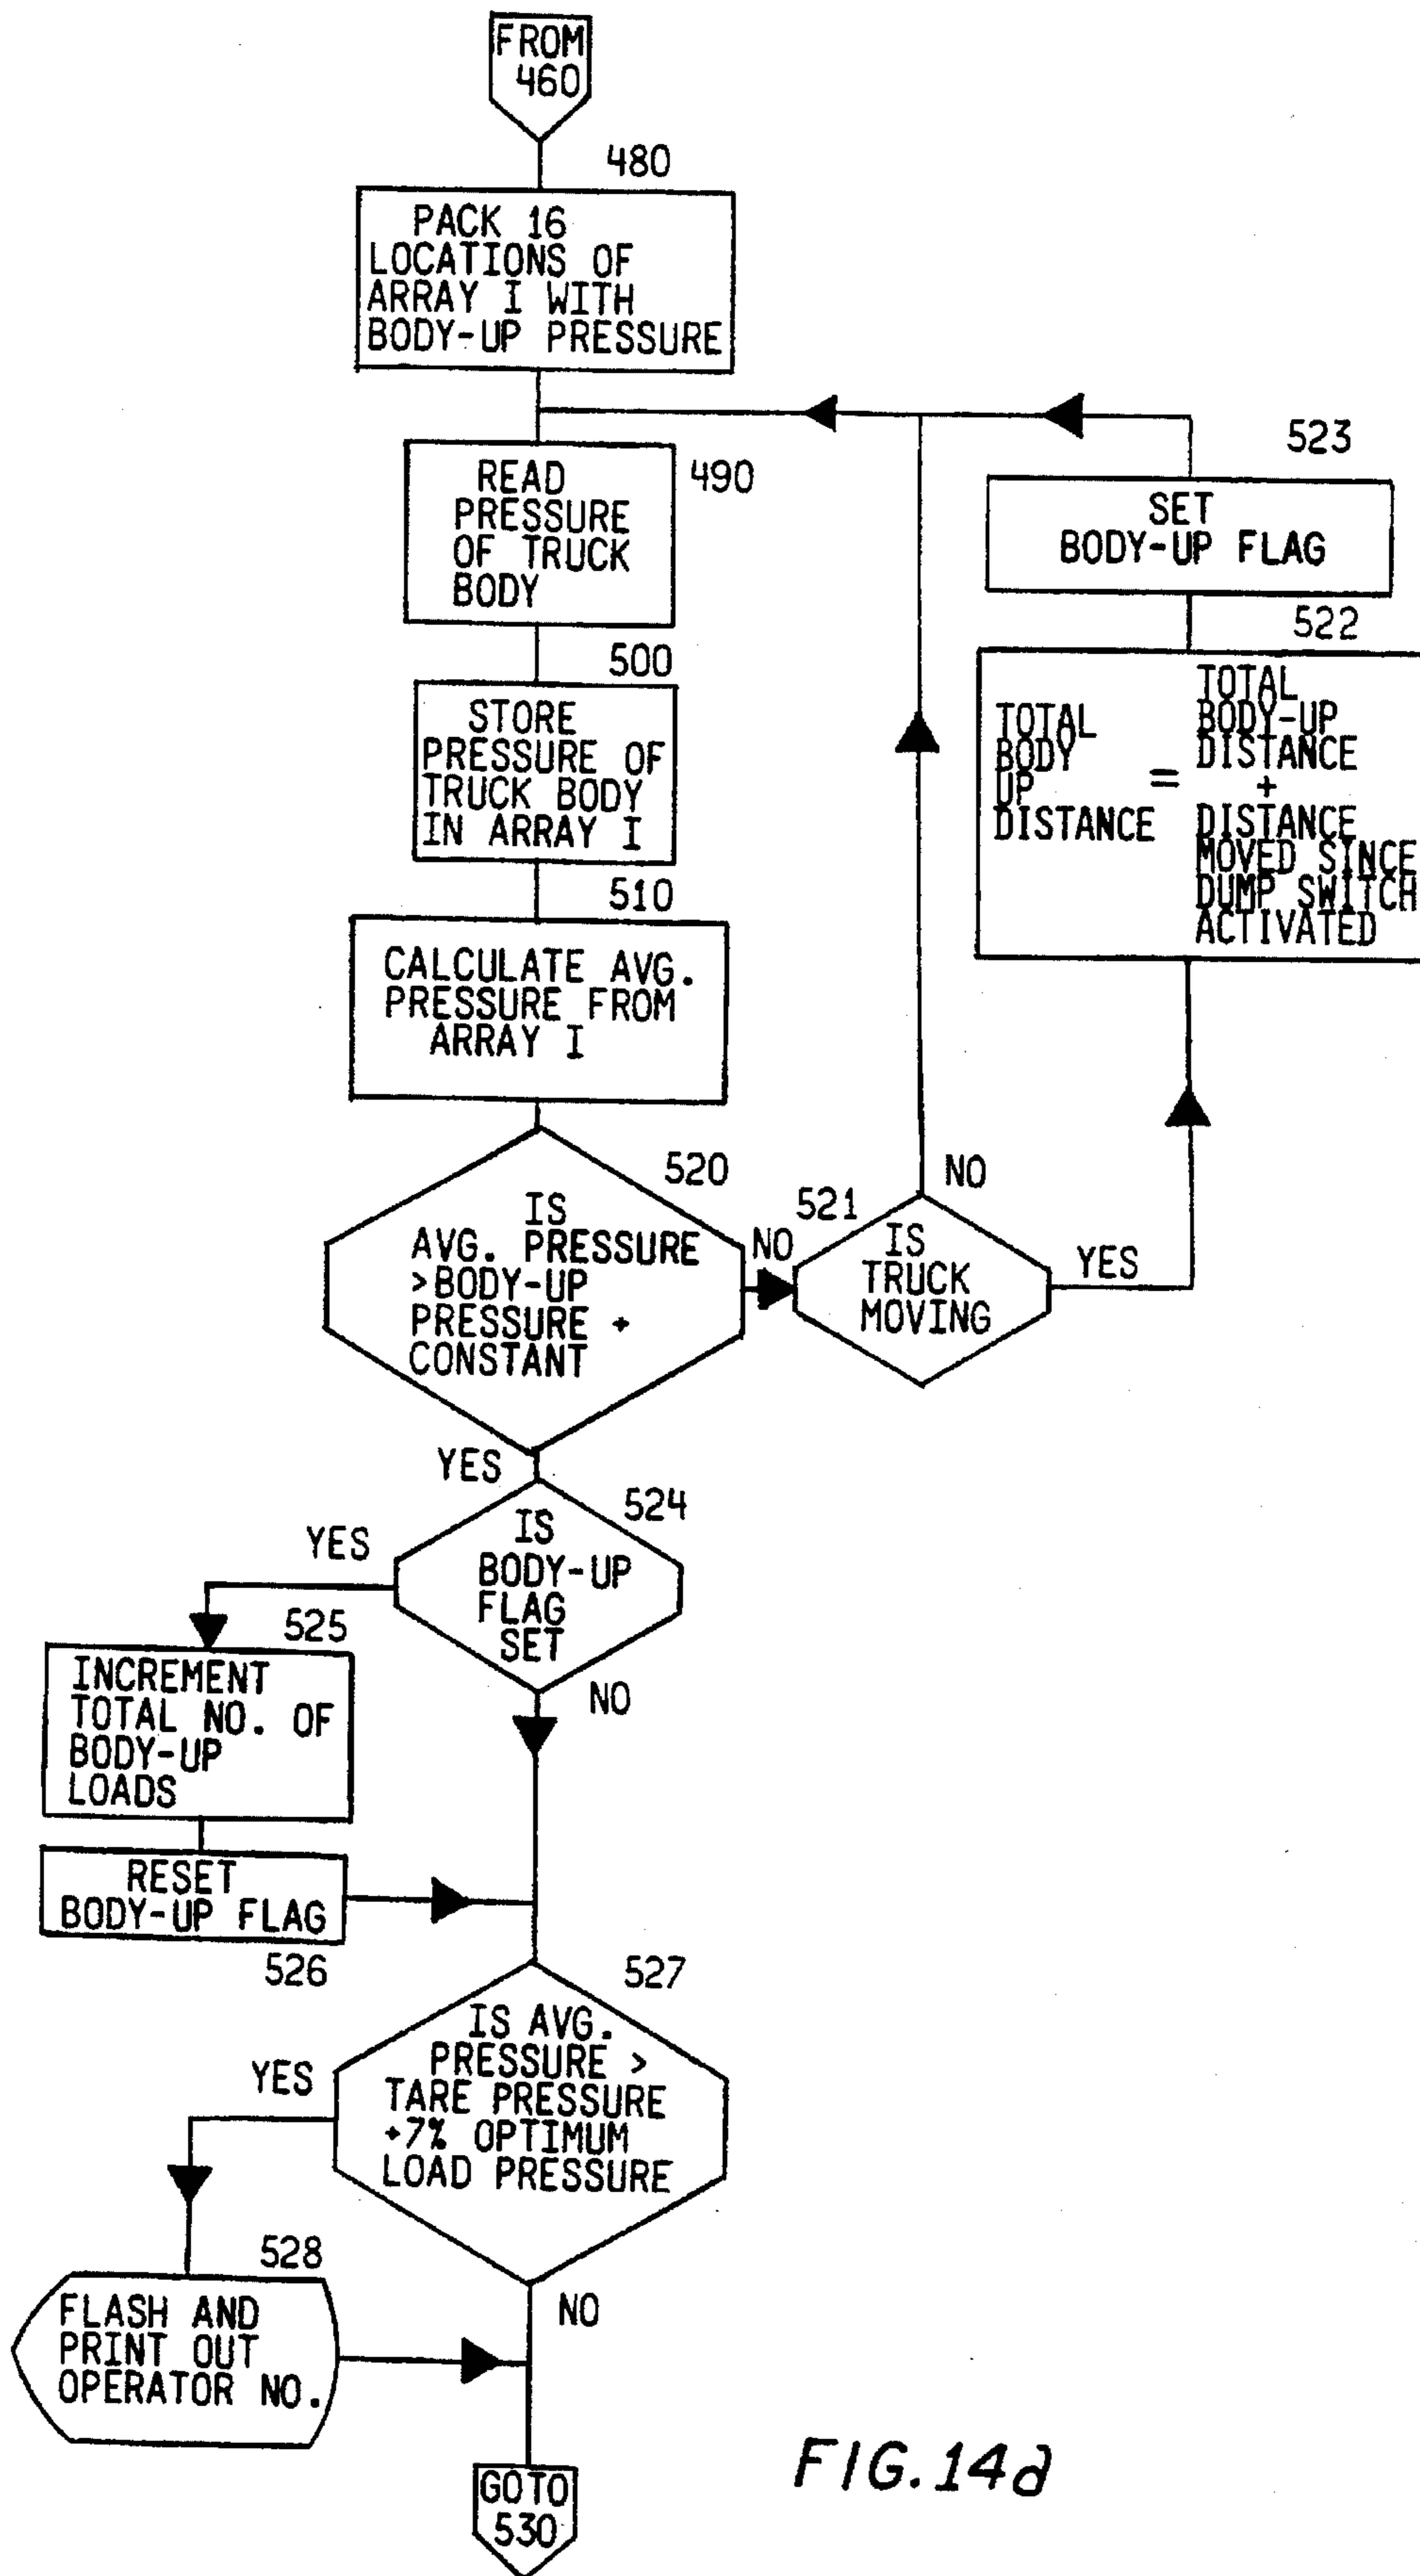 FROM
460
480
PACK 16
LOCATIONS OF
ARRAY I WITH
BODY-UP PRESSURE
READ
PRESSURE
OF TRUCK
BODY
490
500
STORE
PRESSURE OF
TRUCK BODY
IN ARRAY I
510
CALCULATE AVG.
PRESSURE FROM
ARRAY I
520
IS
AVG. PRESSURE
>BODY-UP
PRESSURE +
CONSTANT
NO
521
IS
TRUCK
MOVING
NO
YES
522
TOTAL
BODY
UP
DISTANCE
=
TOTAL
BODY-UP
DISTANCE
+
DISTANCE
MOVED SINCE
DUMP SWITCH
ACTIVATED
523
SET
BODY-UP FLAG
YES
524
IS
BODY-UP
FLAG
SET
YES
NO
525
INCREMENT
TOTAL NO. OF
BODY-UP
LOADS
RESET
BODY-UP FLAG
526
527
IS AVG.
PRESSURE >
TARE PRESSURE
+7% OPTIMUM
LOAD PRESSURE
YES
NO
528
FLASH AND
PRINT OUT
OPERATOR NO.
GO TO
530
FIG. 14d